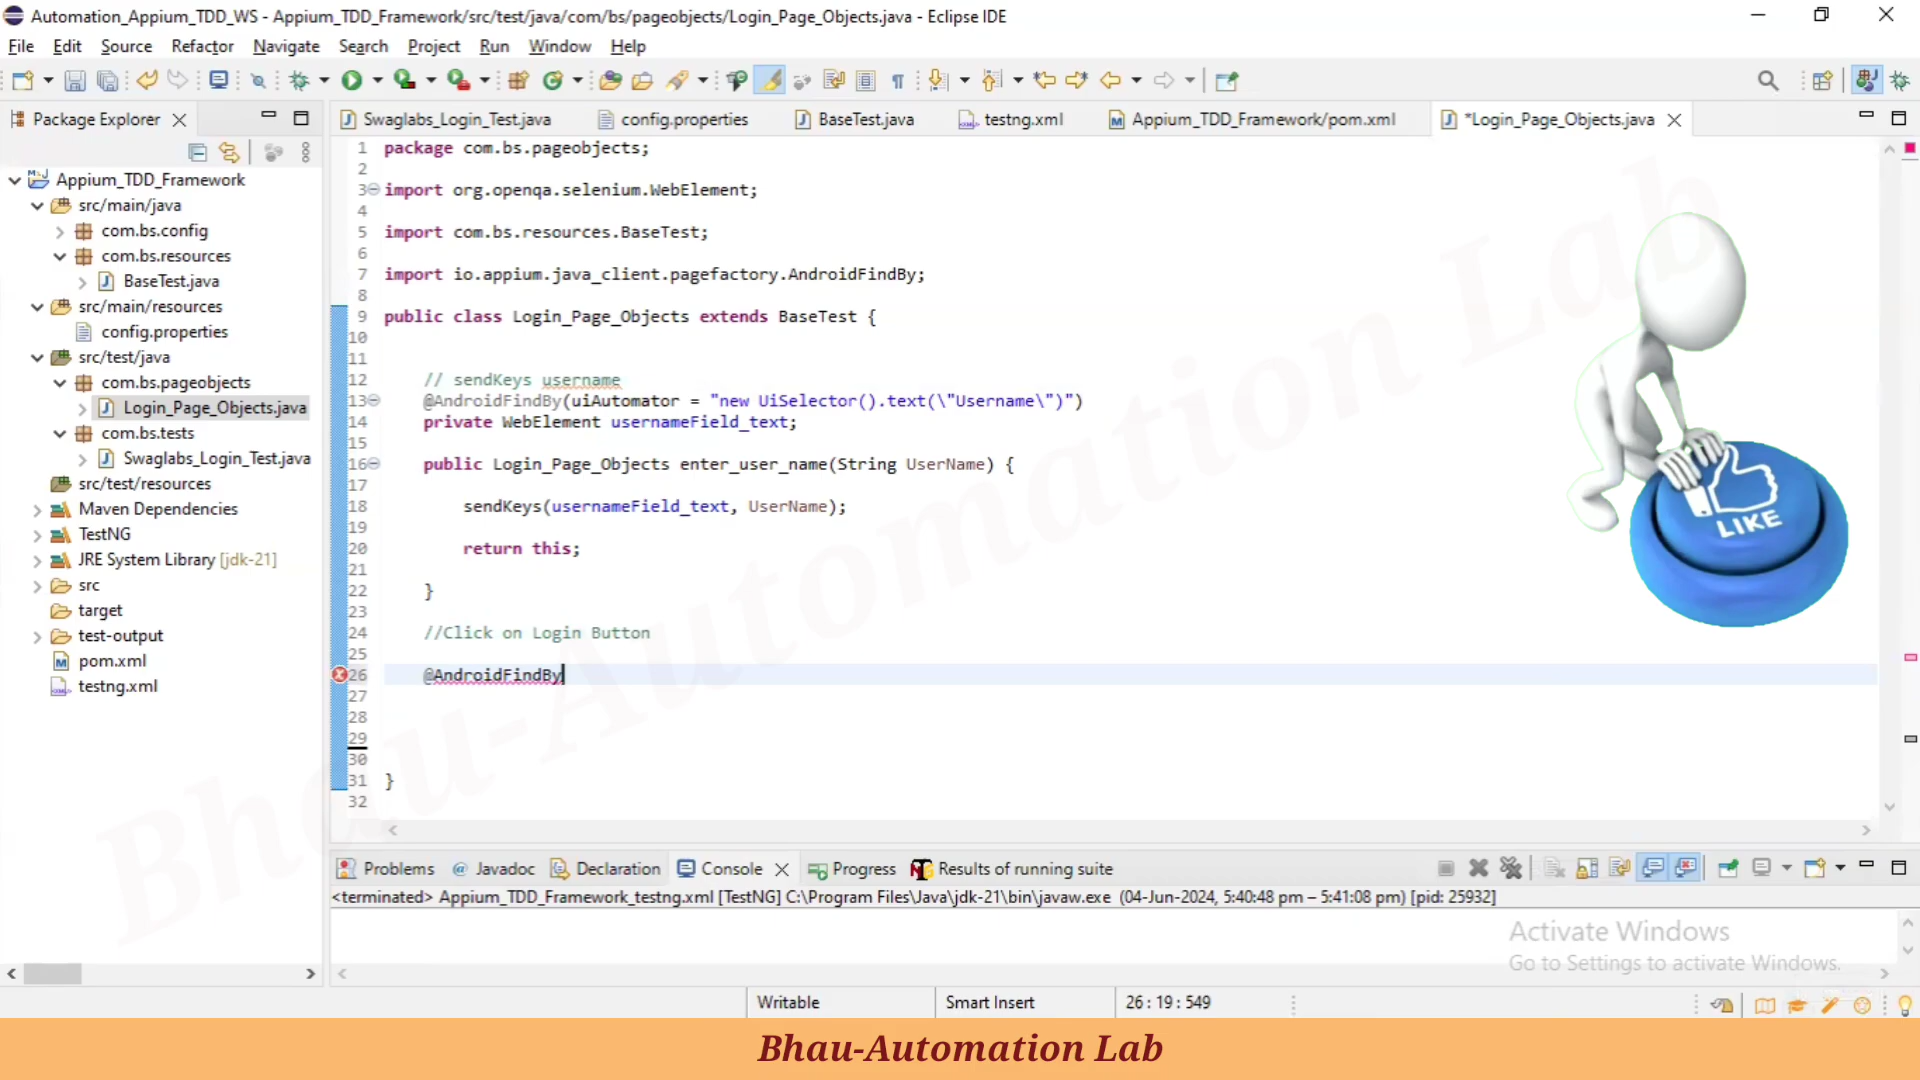 Automation_Appium_TDD_WS - Appium_TDD_Framework/src/test/java/com/bs/pageobjects/Login_Page_Objects.java - Eclipse IDE
File Edit Source Refactor Navigate Search Project Run Window Help
Package Explorer
Swaglabs_Login_Test.java config.properties BaseTest.java testng.xml Appium_TDD_Framework/pom.xml *Login_Page_Objects.java
Appium_TDD_Framework
src/main/java
com.bs.config
com.bs.resources
BaseTest.java
src/main/resources
config.properties
src/test/java
com.bs.pageobjects
Login_Page_Objects.java
com.bs.tests
Swaglabs_Login_Test.java
src/test/resources
Maven Dependencies
TestNG
JRE System Library [jdk-21]
src
target
test-output
pom.xml
testng.xml
1 package com.bs.pageobjects;
2
3 import org.openqa.selenium.WebElement;
4
5 import com.bs.resources.BaseTest;
6
7 import io.appium.java_client.pagefactory.AndroidFindBy;
8
9 public class Login_Page_Objects extends BaseTest {
10
11
12 // sendKeys username
13 @AndroidFindBy(uiAutomator = "new UiSelector().text(\"Username\")")
14 private WebElement usernameField_text;
15
16 public Login_Page_Objects enter_user_name(String UserName) {
17
18 sendKeys(usernameField_text, UserName);
19
20 return this;
21
22 }
23
24 //Click on Login Button
25
26 @AndroidFindBy
27
28
29
30
31 }
32
LIKE
Bhau-Automation Lab
Problems Javadoc Declaration Console Progress Results of running suite
<terminated> Appium_TDD_Framework_testng.xml [TestNG] C:\Program Files\Java\jdk-21\bin\javaw.exe (04-Jun-2024, 5:40:48 pm – 5:41:08 pm) [pid: 25932]
Activate Windows
Go to Settings to activate Windows.
Writable Smart Insert 26 : 19 : 549
Bhau-Automation Lab